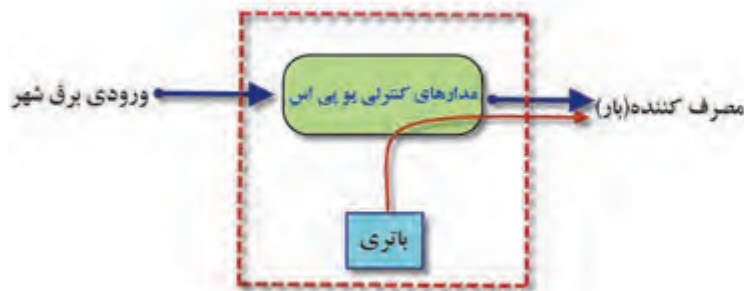 مدارهای کنترلی یو پی اس
ورودی برق شهر
مصرف کننده(بار)
باتری